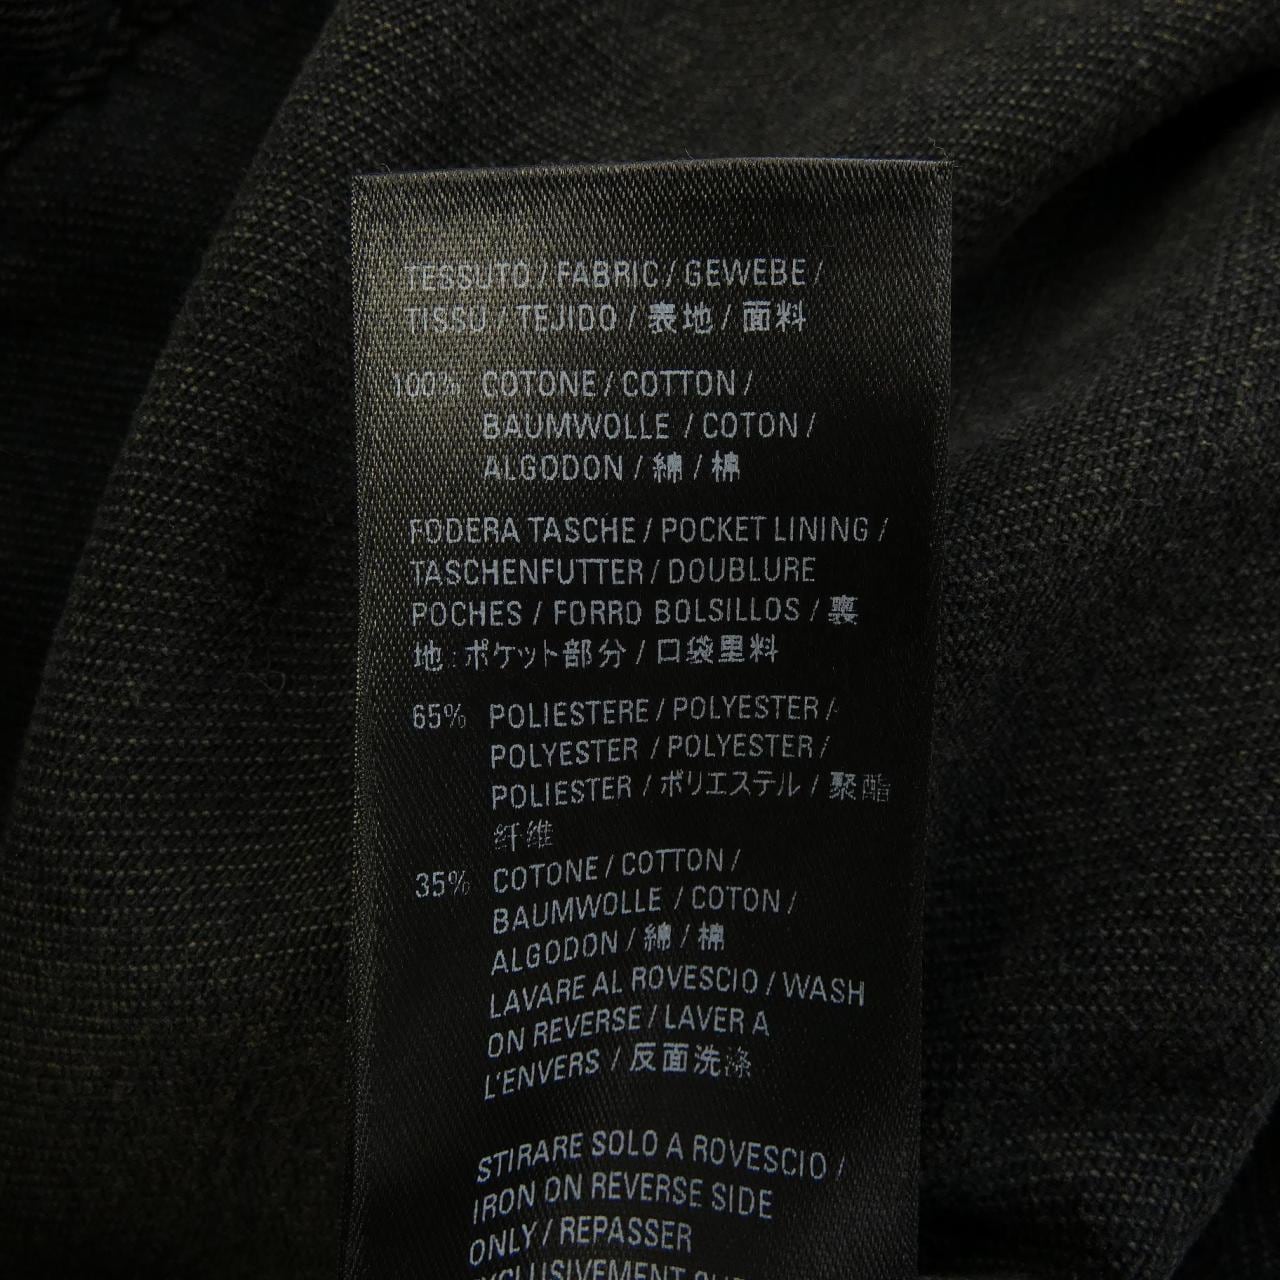 TESSUTO / FABRIC / GEWEBE /
TISSU / TEJIDO / 表地 / 面料
100% COTONE / COTTON /
BAUMWOLLE / COTON /
ALGODON / 綿 / 棉
FODERA TASCHE / POCKET LINING /
TASCHENFUTTER / DOUBLURE
POCHES / FORRO BOLSILLOS / 裏
地:ポケット部分 / 口袋里料
65% POLIESTERE / POLYESTER /
POLYESTER / POLYESTER /
POLIESTER / ポリエステル / 聚酯
纤维
35% COTONE / COTTON /
BAUMWOLLE / COTON /
ALGODON / 綿 / 棉
LAVARE AL ROVESCIO / WASH
ON REVERSE / LAVER A
L'ENVERS / 反面洗涤
STIRARE SOLO A ROVESCIO /
IRON ON REVERSE SIDE
ONLY / REPASSER
EXCLUSIVEMENT